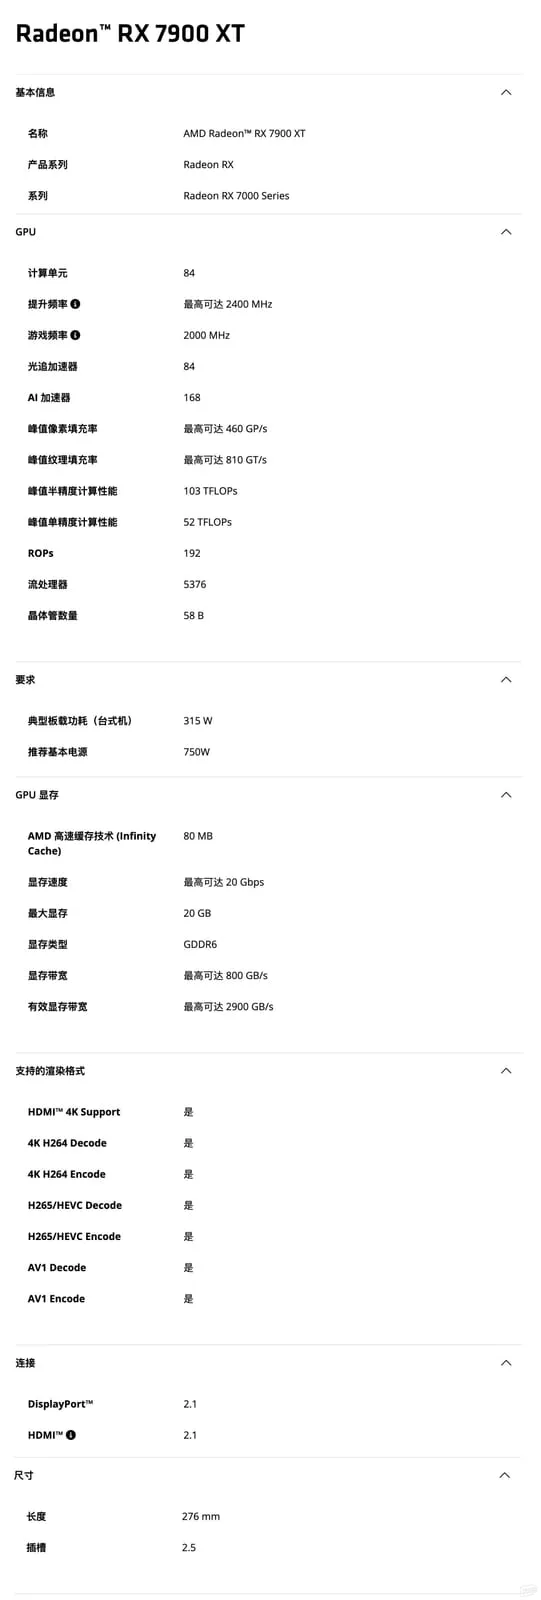 Radeon™ RX 7900 XT
基本信息
名称 AMD Radeon™ RX 7900 XT
产品系列 Radeon RX
系列 Radeon RX 7000 Series
GPU
计算单元 84
提升频率 最高可达 2400 MHz
游戏频率 2000 MHz
光追加速器 84
AI 加速器 168
峰值像素填充率 最高可达 460 GP/s
峰值纹理填充率 最高可达 810 GT/s
峰值半精度计算性能 103 TFLOPs
峰值单精度计算性能 52 TFLOPs
ROPs 192
流处理器 5376
晶体管数量 58 B
要求
典型板载功耗（台式机） 315 W
推荐基本电源 750W
GPU 显存
AMD 高速缓存技术 (Infinity 80 MB
Cache)
显存速度 最高可达 20 Gbps
最大显存 20 GB
显存类型 GDDR6
显存带宽 最高可达 800 GB/s
有效显存带宽 最高可达 2900 GB/s
支持的渲染格式
HDMI™ 4K Support 是
4K H264 Decode 是
4K H264 Encode 是
H265/HEVC Decode 是
H265/HEVC Encode 是
AV1 Decode 是
AV1 Encode 是
连接
DisplayPort™ 2.1
HDMI™ 2.1
尺寸
长度 276 mm
插槽 2.5